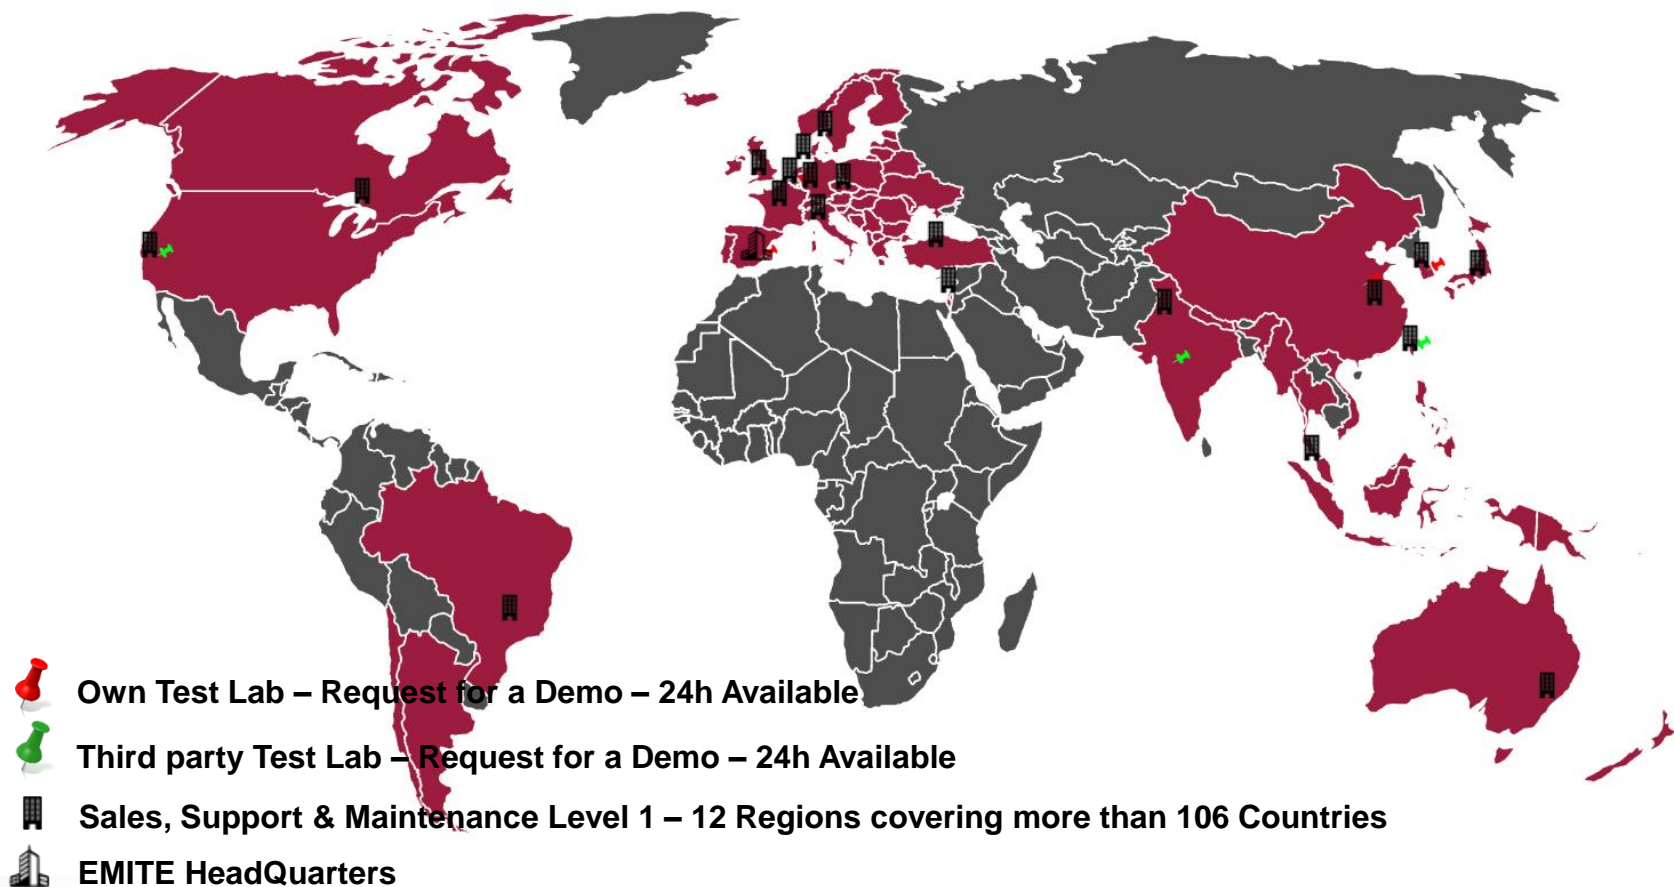 Own Test Lab – Request for a Demo – 24h Available
Third party Test Lab – Request for a Demo – 24h Available
Sales, Support & Maintenance Level 1 – 12 Regions covering more than 106 Countries
EMITE HeadQuarters